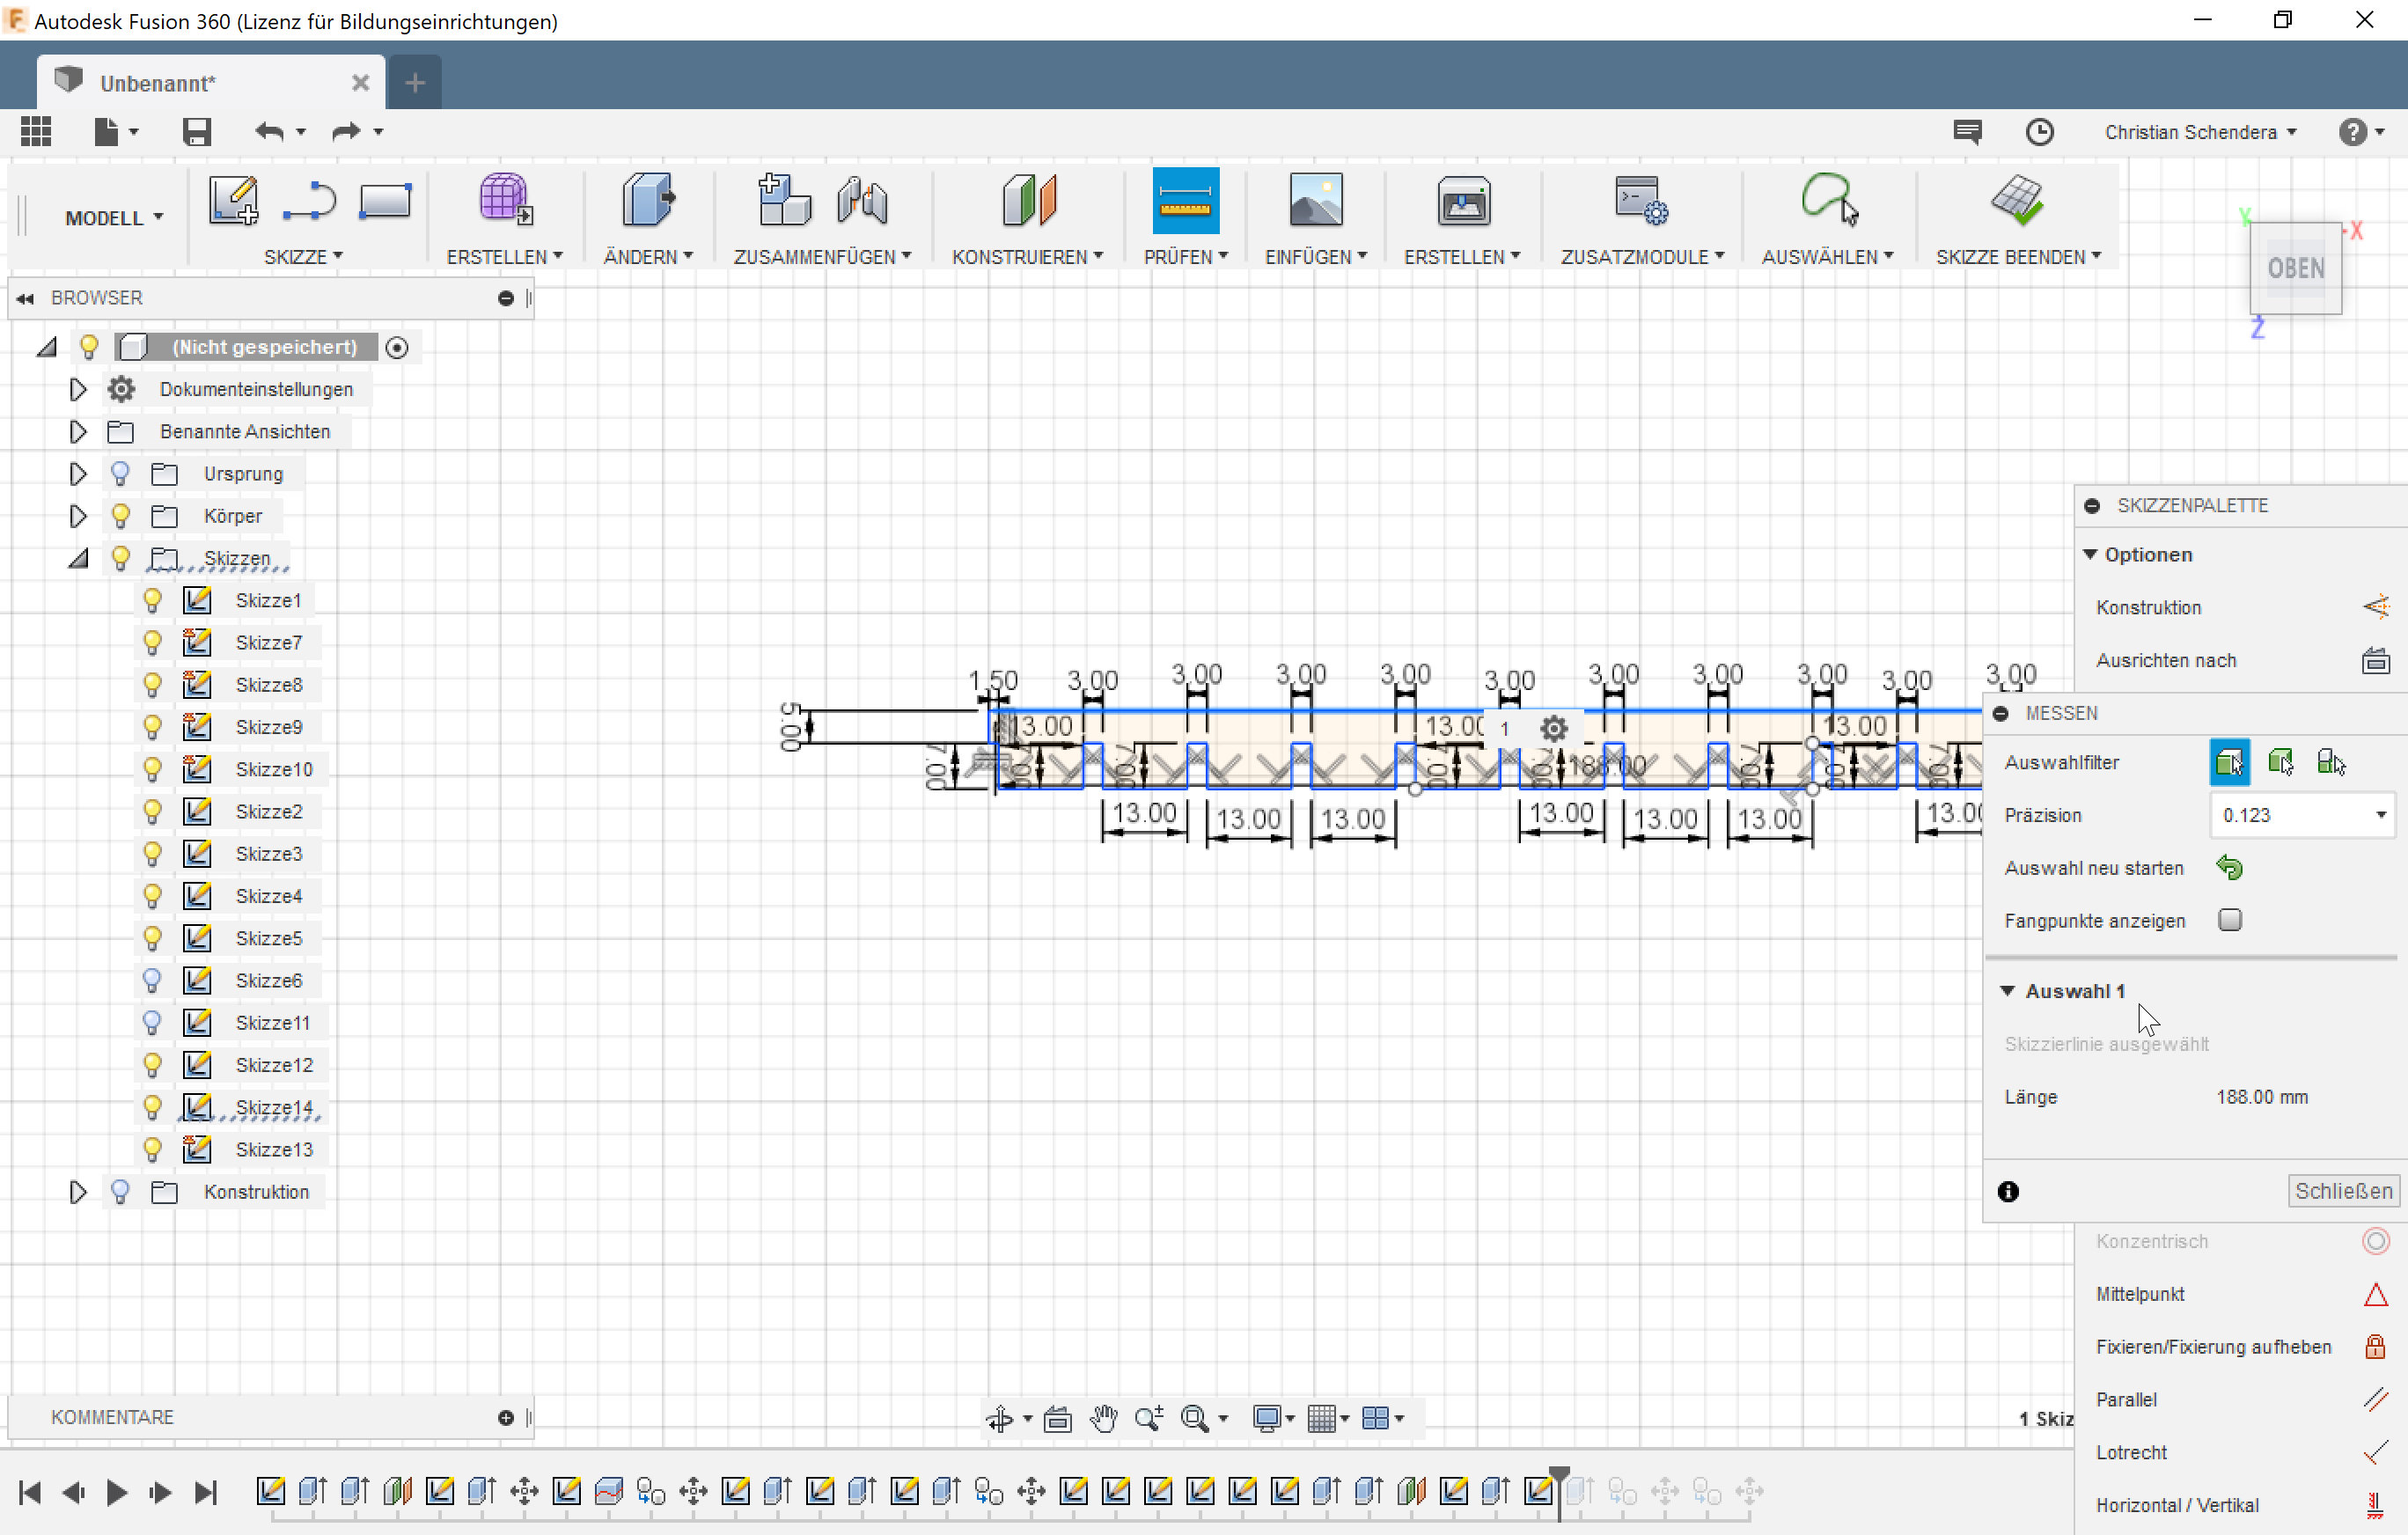 Autodesk Fusion 360 (Lizenz für Bildungseinrichtungen)
Unbenannt*
Christian Schendera
MODELL
SKIZZE
ERSTELLEN
ÄNDERN
ZUSAMMENFÜGEN
KONSTRUIEREN
PRÜFEN
EINFÜGEN
ERSTELLEN
ZUSATZMODULE
AUSWÄHLEN
SKIZZE BEENDEN
Y
X
OBEN
Z
BROWSER
(Nicht gespeichert)
Dokumenteinstellungen
Benannte Ansichten
Ursprung
Körper
Skizzen
Skizze1
Skizze7
Skizze8
Skizze9
Skizze10
Skizze2
Skizze3
Skizze4
Skizze5
Skizze6
Skizze11
Skizze12
Skizze14
Skizze13
Konstruktion
1.50 3.00 3.00 3.00 3.00 3.00 3.00 3.00 3.00 3.00 3.00
5.00
13.00 1 13.00
188.00
13.00 13.00 13.00 13.00 13.00 13.00
SKIZZENPALETTE
Optionen
Konstruktion
Ausrichten nach
MESSEN
Auswahlfilter
Präzision 0.123
Auswahl neu starten
Fangpunkte anzeigen
Auswahl 1
Skizzierlinie ausgewählt
Länge 188.00 mm
Schließen
Konzentrisch
Mittelpunkt
Fixieren/Fixierung aufheben
Parallel
Lotrecht
Horizontal / Vertikal
KOMMENTARE
1 Skiz